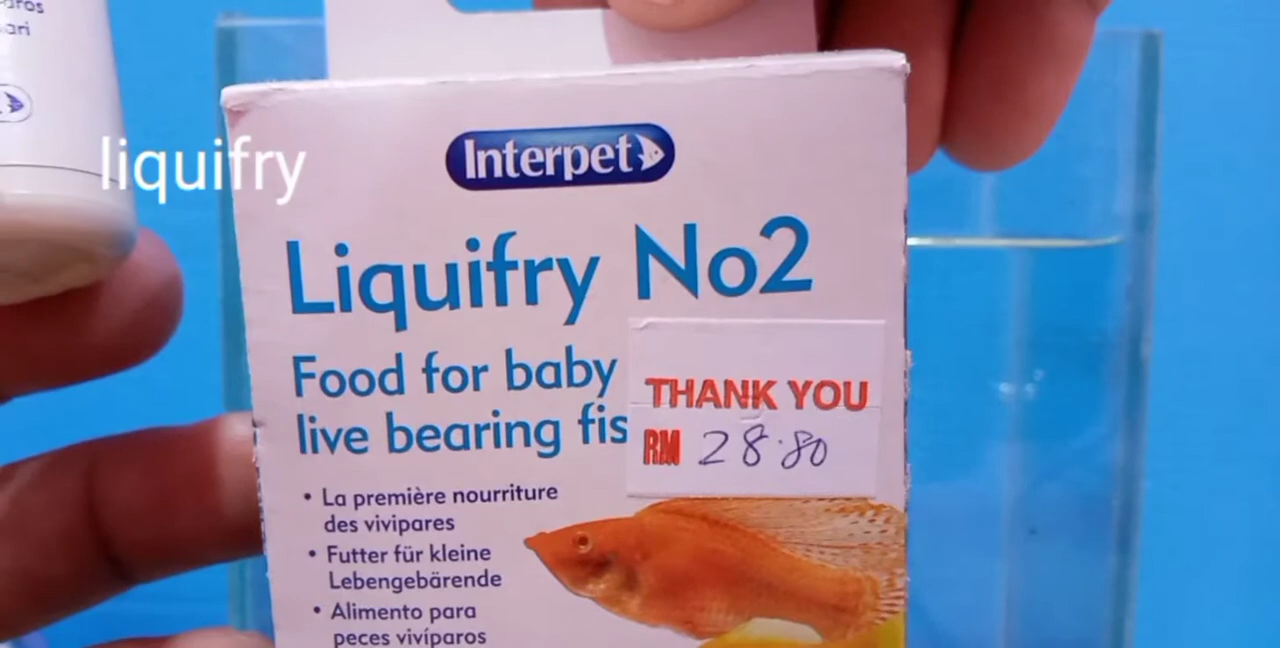 ari
liquifry
Interpet
Liquifry No2
Food for baby
live bearing fis
THANK YOU
RM 28.80
• La première nourriture
des vivipares
• Futter für kleine
Lebengebärende
• Alimento para
peces vivíparos